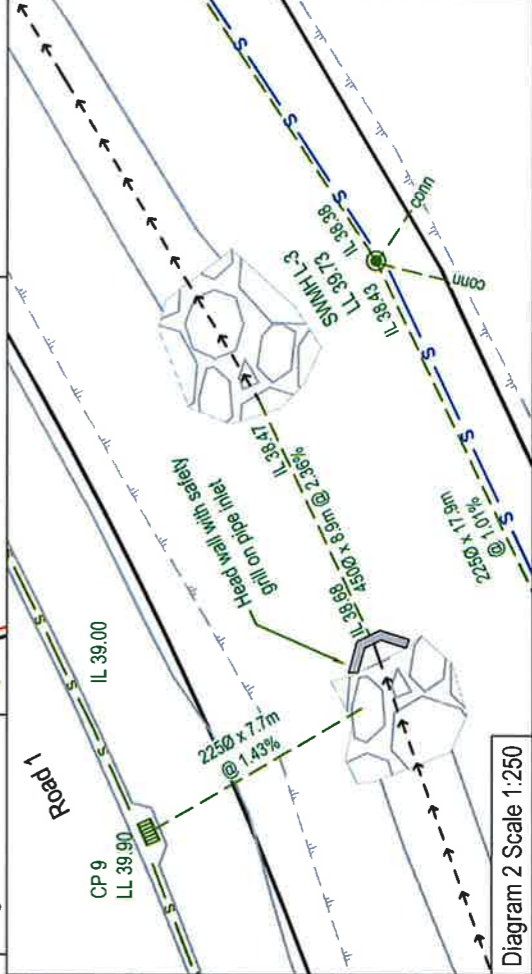 Road 1
IL 39.00
CP 9
LL 39.90
S
S
S
S
225Ø x 7.7m
@ 1.43%
Head wall with safety
grill on pipe inlet
IL 38.68
450Ø x 8.9m @ 2.36%
IL 38.47
SWMH L-3
LL 39.73
IL 38.43
IL 38.38
conn
conn
S
S
S
S
S
S
225Ø x 17.9m
@ 1.01%
Diagram 2 Scale 1:250